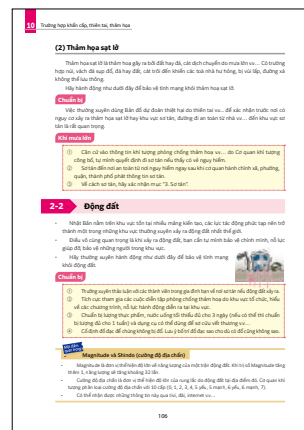 10 Trường hợp khẩn cấp, thiên tai, thảm họa
(2) Thảm họa sạt lở
Thảm họa sạt lở là thảm họa gây ra bởi đất hay đá, cát dịch chuyển do mưa lớn v.v... Có trường
hợp núi, vách đá sụp đổ, đá hay đất, cát trôi đến khiến các toà nhà hư hỏng, bị vùi lấp, đường xá
không thể lưu thông.
Hãy hành động như dưới đây để bảo vệ tính mạng khỏi thảm họa sạt lở.
Chuẩn bị
Việc thường xuyên dùng Bản đồ dự đoán thiệt hại do thiên tai v.v... để xác nhận trước nơi có
nguy cơ xảy ra thảm họa sạt lở hay khu vực sơ tán, đường đi an toàn từ nhà v.v... đến khu vực sơ
tán là rất quan trọng.
Khi mưa lớn
① Căn cứ vào thông tin khí tượng phòng chống thảm hoạ v.v... do Cơ quan khí tượng
công bố, tự mình quyết định đi sơ tán nếu thấy có vẻ nguy hiểm.
② Sơ tán đến nơi an toàn từ nơi nguy hiểm ngay sau khi cơ quan hành chính xã, phường,
quận, thành phố phát thông tin sơ tán.
③ Về cách sơ tán, hãy xác nhận mục "3. Sơ tán".
2-2 Động đất
- Nhật Bản nằm trên khu vực tồn tại nhiều mảng kiến tạo, các lực tác động phức tạp nên trở
thành một trong những khu vực thường xuyên xảy ra động đất nhất thế giới.
- Điều vô cùng quan trọng là khi xảy ra động đất, bạn cần tự mình bảo vệ chính mình, nỗ lực
giúp đỡ, bảo vệ những người trong khu vực.
- Hãy thường xuyên hành động như dưới đây để bảo vệ tính mạng
khỏi động đất.
Chuẩn bị
① Thường xuyên thảo luận với các thành viên trong gia đình bạn về nơi sơ tán nếu động đất xảy ra.
② Tích cực tham gia các cuộc diễn tập phòng chống thảm hoạ do khu vực tổ chức, hiểu
về các chương trình, nỗ lực hành động diễn ra tại khu vực.
③ Chuẩn bị lương thực phẩm, nước uống tối thiểu đủ cho 3 ngày (nếu có thể thì chuẩn
bị lượng đủ cho 1 tuần) và dụng cụ có thể dùng để sơ cứu vết thương v.v...
④ Cố định đồ đạc để chúng không bị đổ. Lưu ý bố trí đồ đạc sao cho dù có đổ cũng không sao.
Magnitude và Shindo (cường độ địa chấn)
- Magnitude là đơn vị thể hiện độ lớn về năng lượng của một trận động đất. Khi trị số Magnitude tăng
thêm 1, năng lượng sẽ tăng khoảng 32 lần.
- Cường độ địa chấn là đơn vị thể hiện độ lớn của rung lắc do động đất tại địa điểm đó. Cơ quan khí
tượng phân loại cường độ địa chấn với 10 cấp (0, 1, 2, 3, 4, 5 yếu, 5 mạnh, 6 yếu, 6 mạnh, 7).
- Có thể nhận được những thông tin này qua tivi, đài, internet v.v...
106